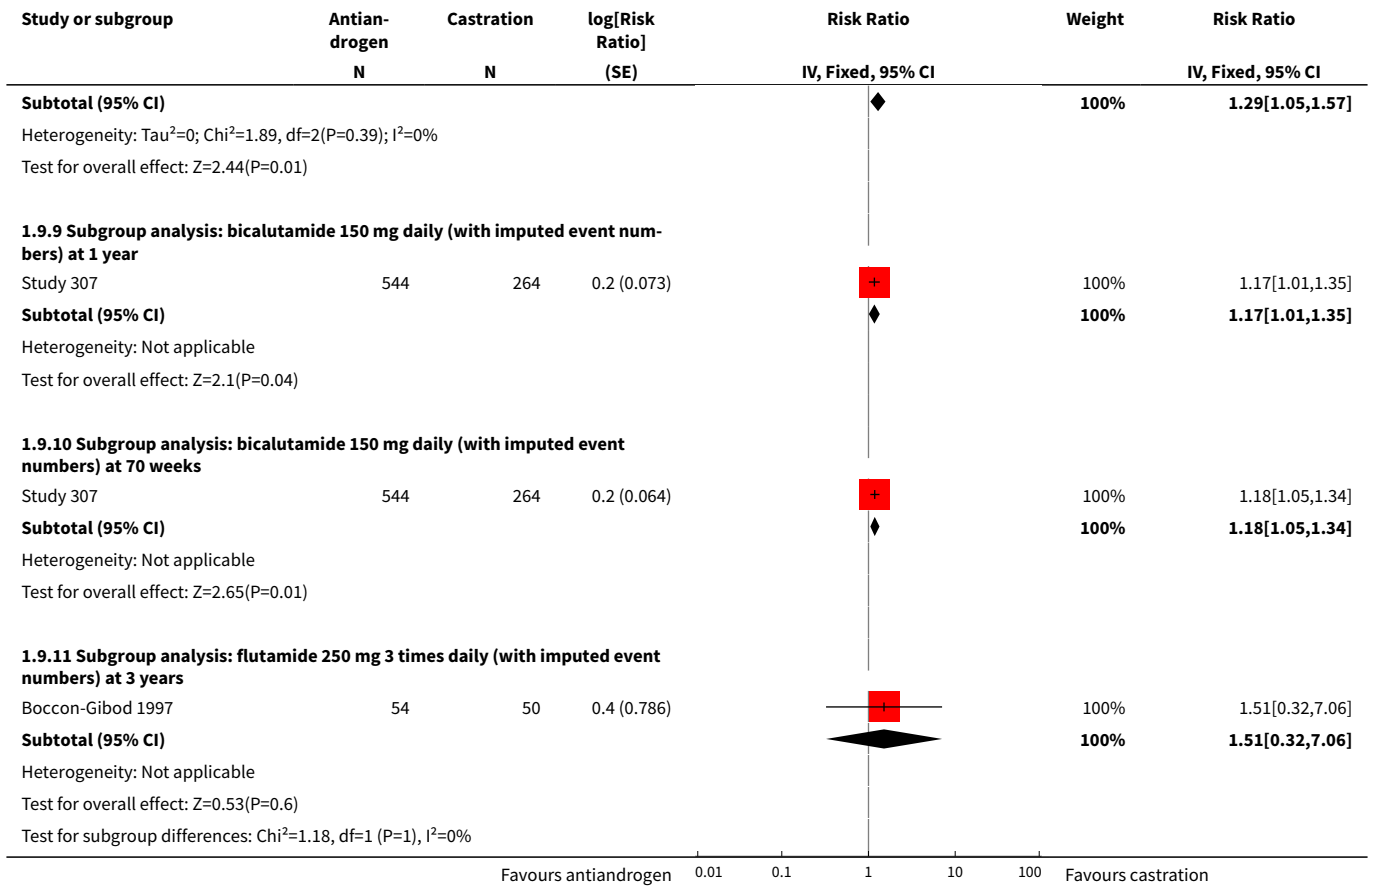 Study or subgroup Antian- Castration log[Risk Risk Ratio Weight Risk Ratio
drogen Ratio]
N N (SE) IV, Fixed, 95% CI IV, Fixed, 95% CI
Subtotal (95% CI) 100% 1.29[1.05,1.57]
Heterogeneity: Tau²=0; Chi²=1.89, df=2(P=0.39); I²=0%
Test for overall effect: Z=2.44(P=0.01)
1.9.9 Subgroup analysis: bicalutamide 150 mg daily (with imputed event num-
bers) at 1 year
Study 307 544 264 0.2 (0.073) 100% 1.17[1.01,1.35]
Subtotal (95% CI) 100% 1.17[1.01,1.35]
Heterogeneity: Not applicable
Test for overall effect: Z=2.1(P=0.04)
1.9.10 Subgroup analysis: bicalutamide 150 mg daily (with imputed event
numbers) at 70 weeks
Study 307 544 264 0.2 (0.064) 100% 1.18[1.05,1.34]
Subtotal (95% CI) 100% 1.18[1.05,1.34]
Heterogeneity: Not applicable
Test for overall effect: Z=2.65(P=0.01)
1.9.11 Subgroup analysis: flutamide 250 mg 3 times daily (with imputed event
numbers) at 3 years
Boccon-Gibod 1997 54 50 0.4 (0.786) 100% 1.51[0.32,7.06]
Subtotal (95% CI) 100% 1.51[0.32,7.06]
Heterogeneity: Not applicable
Test for overall effect: Z=0.53(P=0.6)
Test for subgroup differences: Chi²=1.18, df=1 (P=1), I²=0%
Favours antiandrogen 0.01 0.1 1 10 100 Favours castration